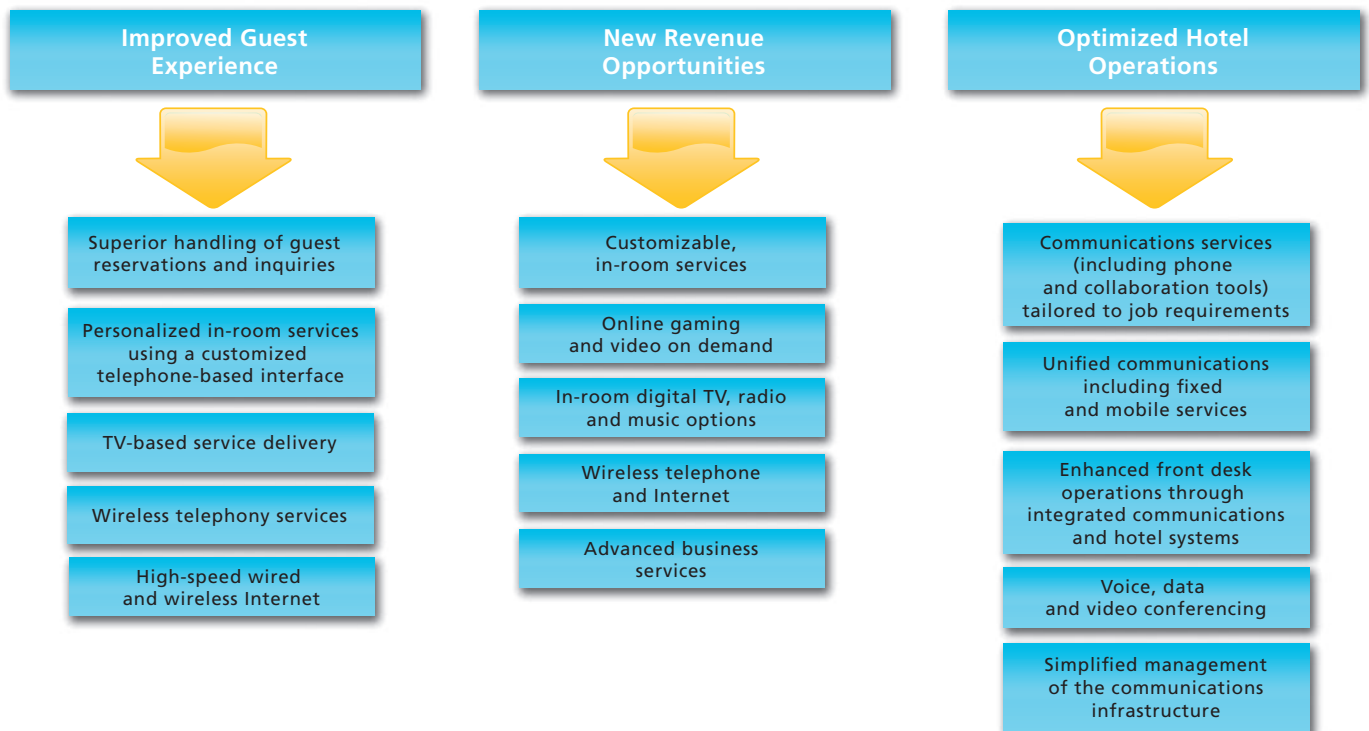 Improved Guest
Experience
Superior handling of guest
reservations and inquiries
Personalized in-room services
using a customized
telephone-based interface
TV-based service delivery
Wireless telephony services
High-speed wired
and wireless Internet
New Revenue
Opportunities
Customizable,
in-room services
Online gaming
and video on demand
In-room digital TV, radio
and music options
Wireless telephone
and Internet
Advanced business
services
Optimized Hotel
Operations
Communications services
(including phone
and collaboration tools)
tailored to job requirements
Unified communications
including fixed
and mobile services
Enhanced front desk
operations through
integrated communications
and hotel systems
Voice, data
and video conferencing
Simplified management
of the communications
infrastructure